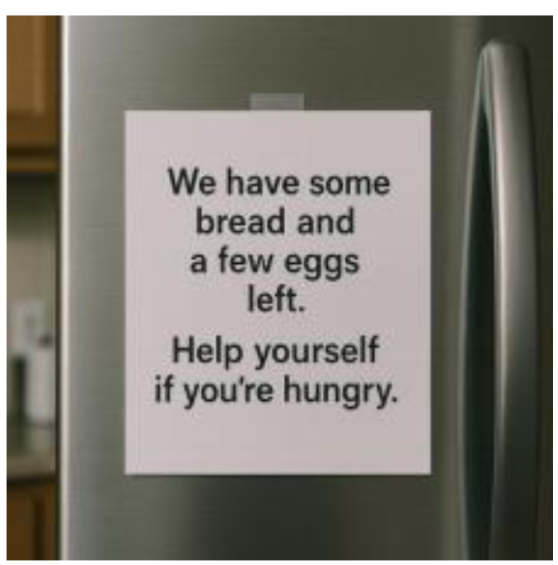 We have some
bread and
a few eggs
left.
Help yourself
if you're hungry.